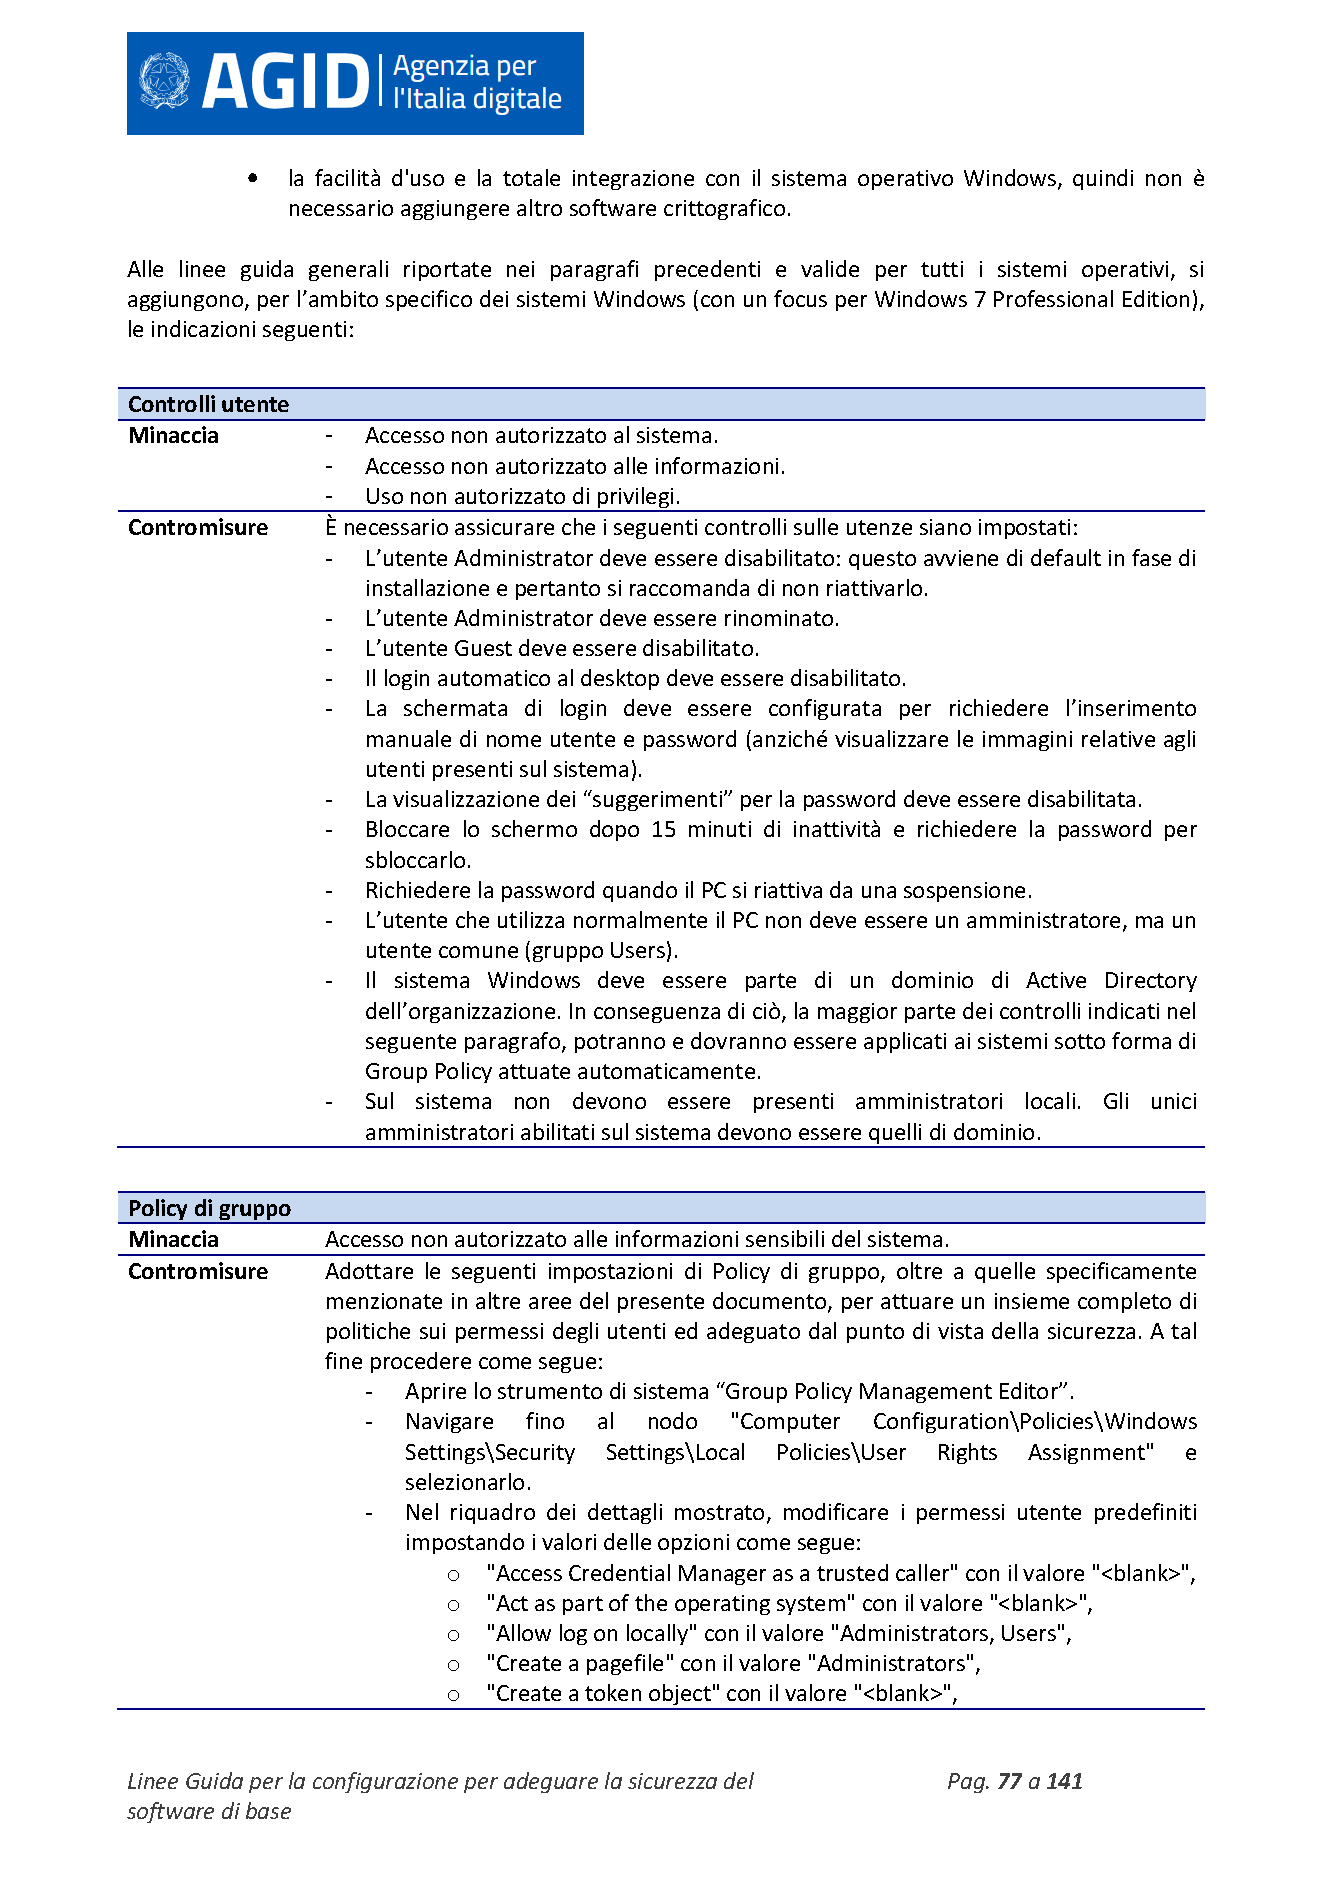 AGID Agenzia per
l'Italia digitale
• la facilità d'uso e la totale integrazione con il sistema operativo Windows, quindi non è
necessario aggiungere altro software crittografico.
Alle linee guida generali riportate nei paragrafi precedenti e valide per tutti i sistemi operativi, si
aggiungono, per l’ambito specifico dei sistemi Windows (con un focus per Windows 7 Professional Edition),
le indicazioni seguenti:
Controlli utente
Minaccia - Accesso non autorizzato al sistema.
- Accesso non autorizzato alle informazioni.
- Uso non autorizzato di privilegi.
Contromisure È necessario assicurare che i seguenti controlli sulle utenze siano impostati:
- L’utente Administrator deve essere disabilitato: questo avviene di default in fase di
installazione e pertanto si raccomanda di non riattivarlo.
- L’utente Administrator deve essere rinominato.
- L’utente Guest deve essere disabilitato.
- Il login automatico al desktop deve essere disabilitato.
- La schermata di login deve essere configurata per richiedere l’inserimento
manuale di nome utente e password (anziché visualizzare le immagini relative agli
utenti presenti sul sistema).
- La visualizzazione dei “suggerimenti” per la password deve essere disabilitata.
- Bloccare lo schermo dopo 15 minuti di inattività e richiedere la password per
sbloccarlo.
- Richiedere la password quando il PC si riattiva da una sospensione.
- L’utente che utilizza normalmente il PC non deve essere un amministratore, ma un
utente comune (gruppo Users).
- Il sistema Windows deve essere parte di un dominio di Active Directory
dell’organizzazione. In conseguenza di ciò, la maggior parte dei controlli indicati nel
seguente paragrafo, potranno e dovranno essere applicati ai sistemi sotto forma di
Group Policy attuate automaticamente.
- Sul sistema non devono essere presenti amministratori locali. Gli unici
amministratori abilitati sul sistema devono essere quelli di dominio.
Policy di gruppo
Minaccia Accesso non autorizzato alle informazioni sensibili del sistema.
Contromisure Adottare le seguenti impostazioni di Policy di gruppo, oltre a quelle specificamente
menzionate in altre aree del presente documento, per attuare un insieme completo di
politiche sui permessi degli utenti ed adeguato dal punto di vista della sicurezza. A tal
fine procedere come segue:
- Aprire lo strumento di sistema “Group Policy Management Editor”.
- Navigare fino al nodo "Computer Configuration\Policies\Windows
Settings\Security Settings\Local Policies\User Rights Assignment" e
selezionarlo.
- Nel riquadro dei dettagli mostrato, modificare i permessi utente predefiniti
impostando i valori delle opzioni come segue:
o "Access Credential Manager as a trusted caller" con il valore "<blank>",
o "Act as part of the operating system" con il valore "<blank>",
o "Allow log on locally" con il valore "Administrators, Users",
o "Create a pagefile" con il valore "Administrators",
o "Create a token object" con il valore "<blank>",
Linee Guida per la configurazione per adeguare la sicurezza del Pag. 77 a 141
software di base